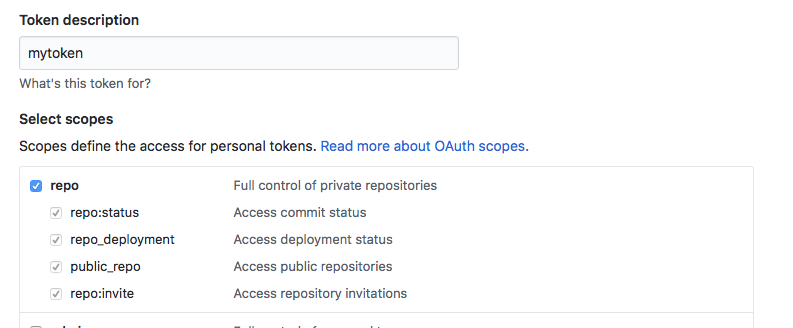 Token description
mytoken
What's this token for?
Select scopes
Scopes define the access for personal tokens. Read more about OAuth scopes.
repo Full control of private repositories
repo:status Access commit status
repo_deployment Access deployment status
public_repo Access public repositories
repo:invite Access repository invitations